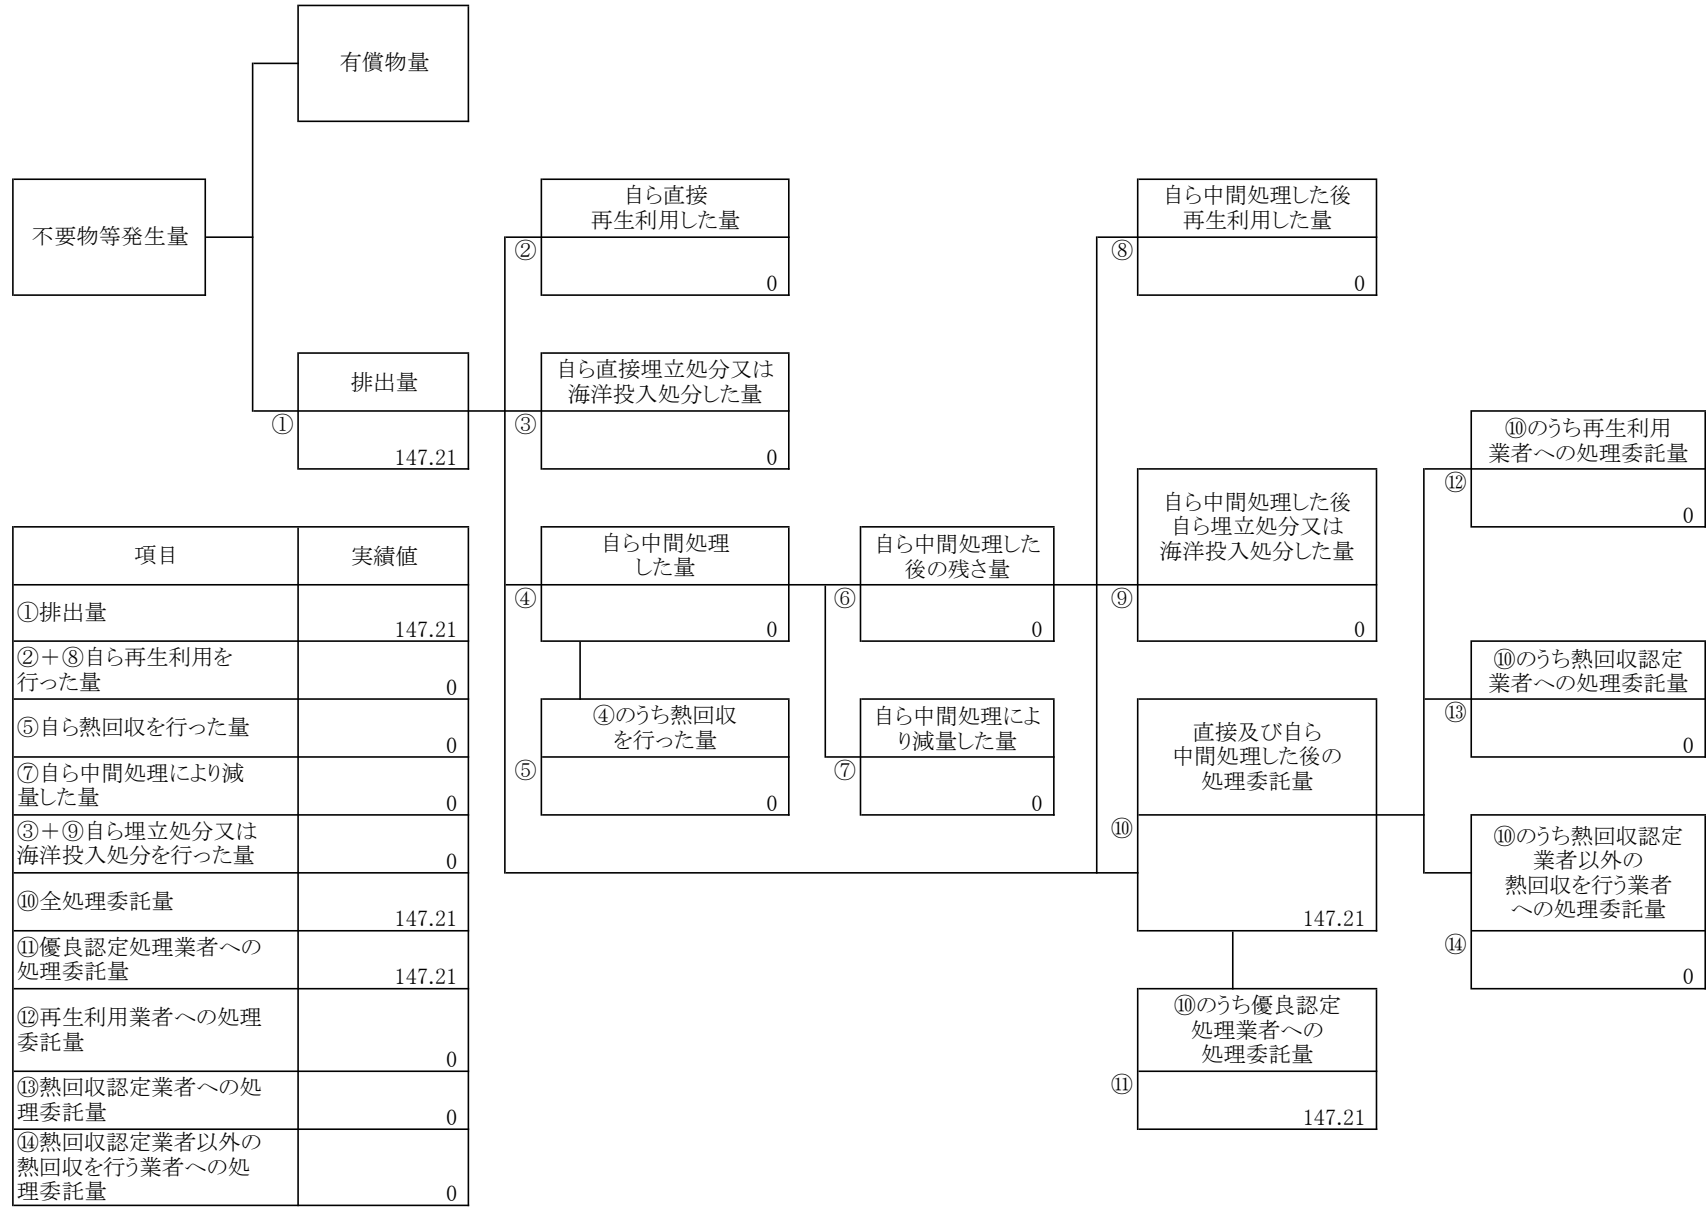 有償物量
不要物等発生量
排出量
①
147.21
自ら直接
再生利用した量
②
0
自ら直接埋立処分又は
海洋投入処分した量
③
0
自ら中間処理
した量
④
0
④のうち熱回収
を行った量
⑤
0
自ら中間処理した
後の残さ量
⑥
0
自ら中間処理によ
り減量した量
⑦
0
自ら中間処理した後
再生利用した量
⑧
0
自ら中間処理した後
自ら埋立処分又は
海洋投入処分した量
⑨
0
直接及び自ら
中間処理した後の
処理委託量
⑩
147.21
⑩のうち優良認定
処理業者への
処理委託量
⑪
147.21
⑩のうち再生利用
業者への処理委託量
⑫
0
⑩のうち熱回収認定
業者への処理委託量
⑬
0
⑩のうち熱回収認定
業者以外の
熱回収を行う業者
への処理委託量
⑭
0
項目 実績値
①排出量
147.21
②+⑧自ら再生利用を
行った量
0
⑤自ら熱回収を行った量
0
⑦自ら中間処理により減
量した量
0
③+⑨自ら埋立処分又は
海洋投入処分を行った量
0
⑩全処理委託量
147.21
⑪優良認定処理業者への
処理委託量
147.21
⑫再生利用業者への処理
委託量
0
⑬熱回収認定業者への処
理委託量
0
⑭熱回収認定業者以外の
熱回収を行う業者への処
理委託量
0